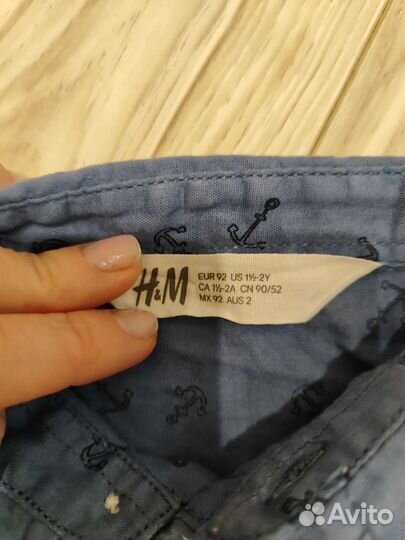 H&M
EUR 92 US 1½-2Y
CA 1½-2A CN 90/52
MX 92 AUS 2
Avito